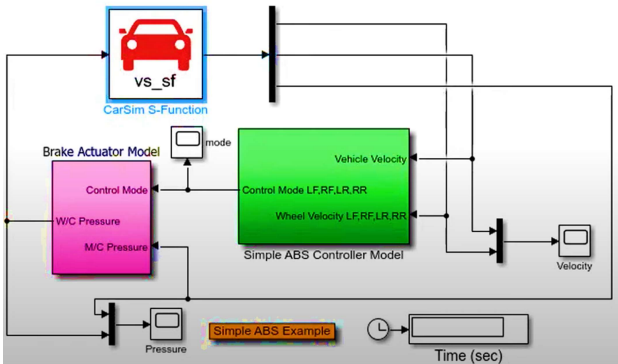 vs_sf
CarSim S-Function
mode
Brake Actuator Model
Vehicle Velocity
Control Mode
Control Mode LF,RF,LR,RR
W/C Pressure
Wheel Velocity LF,RF,LR,RR
M/C Pressure
Simple ABS Controller Model
Velocity
Pressure
Simple ABS Example
Time (sec)